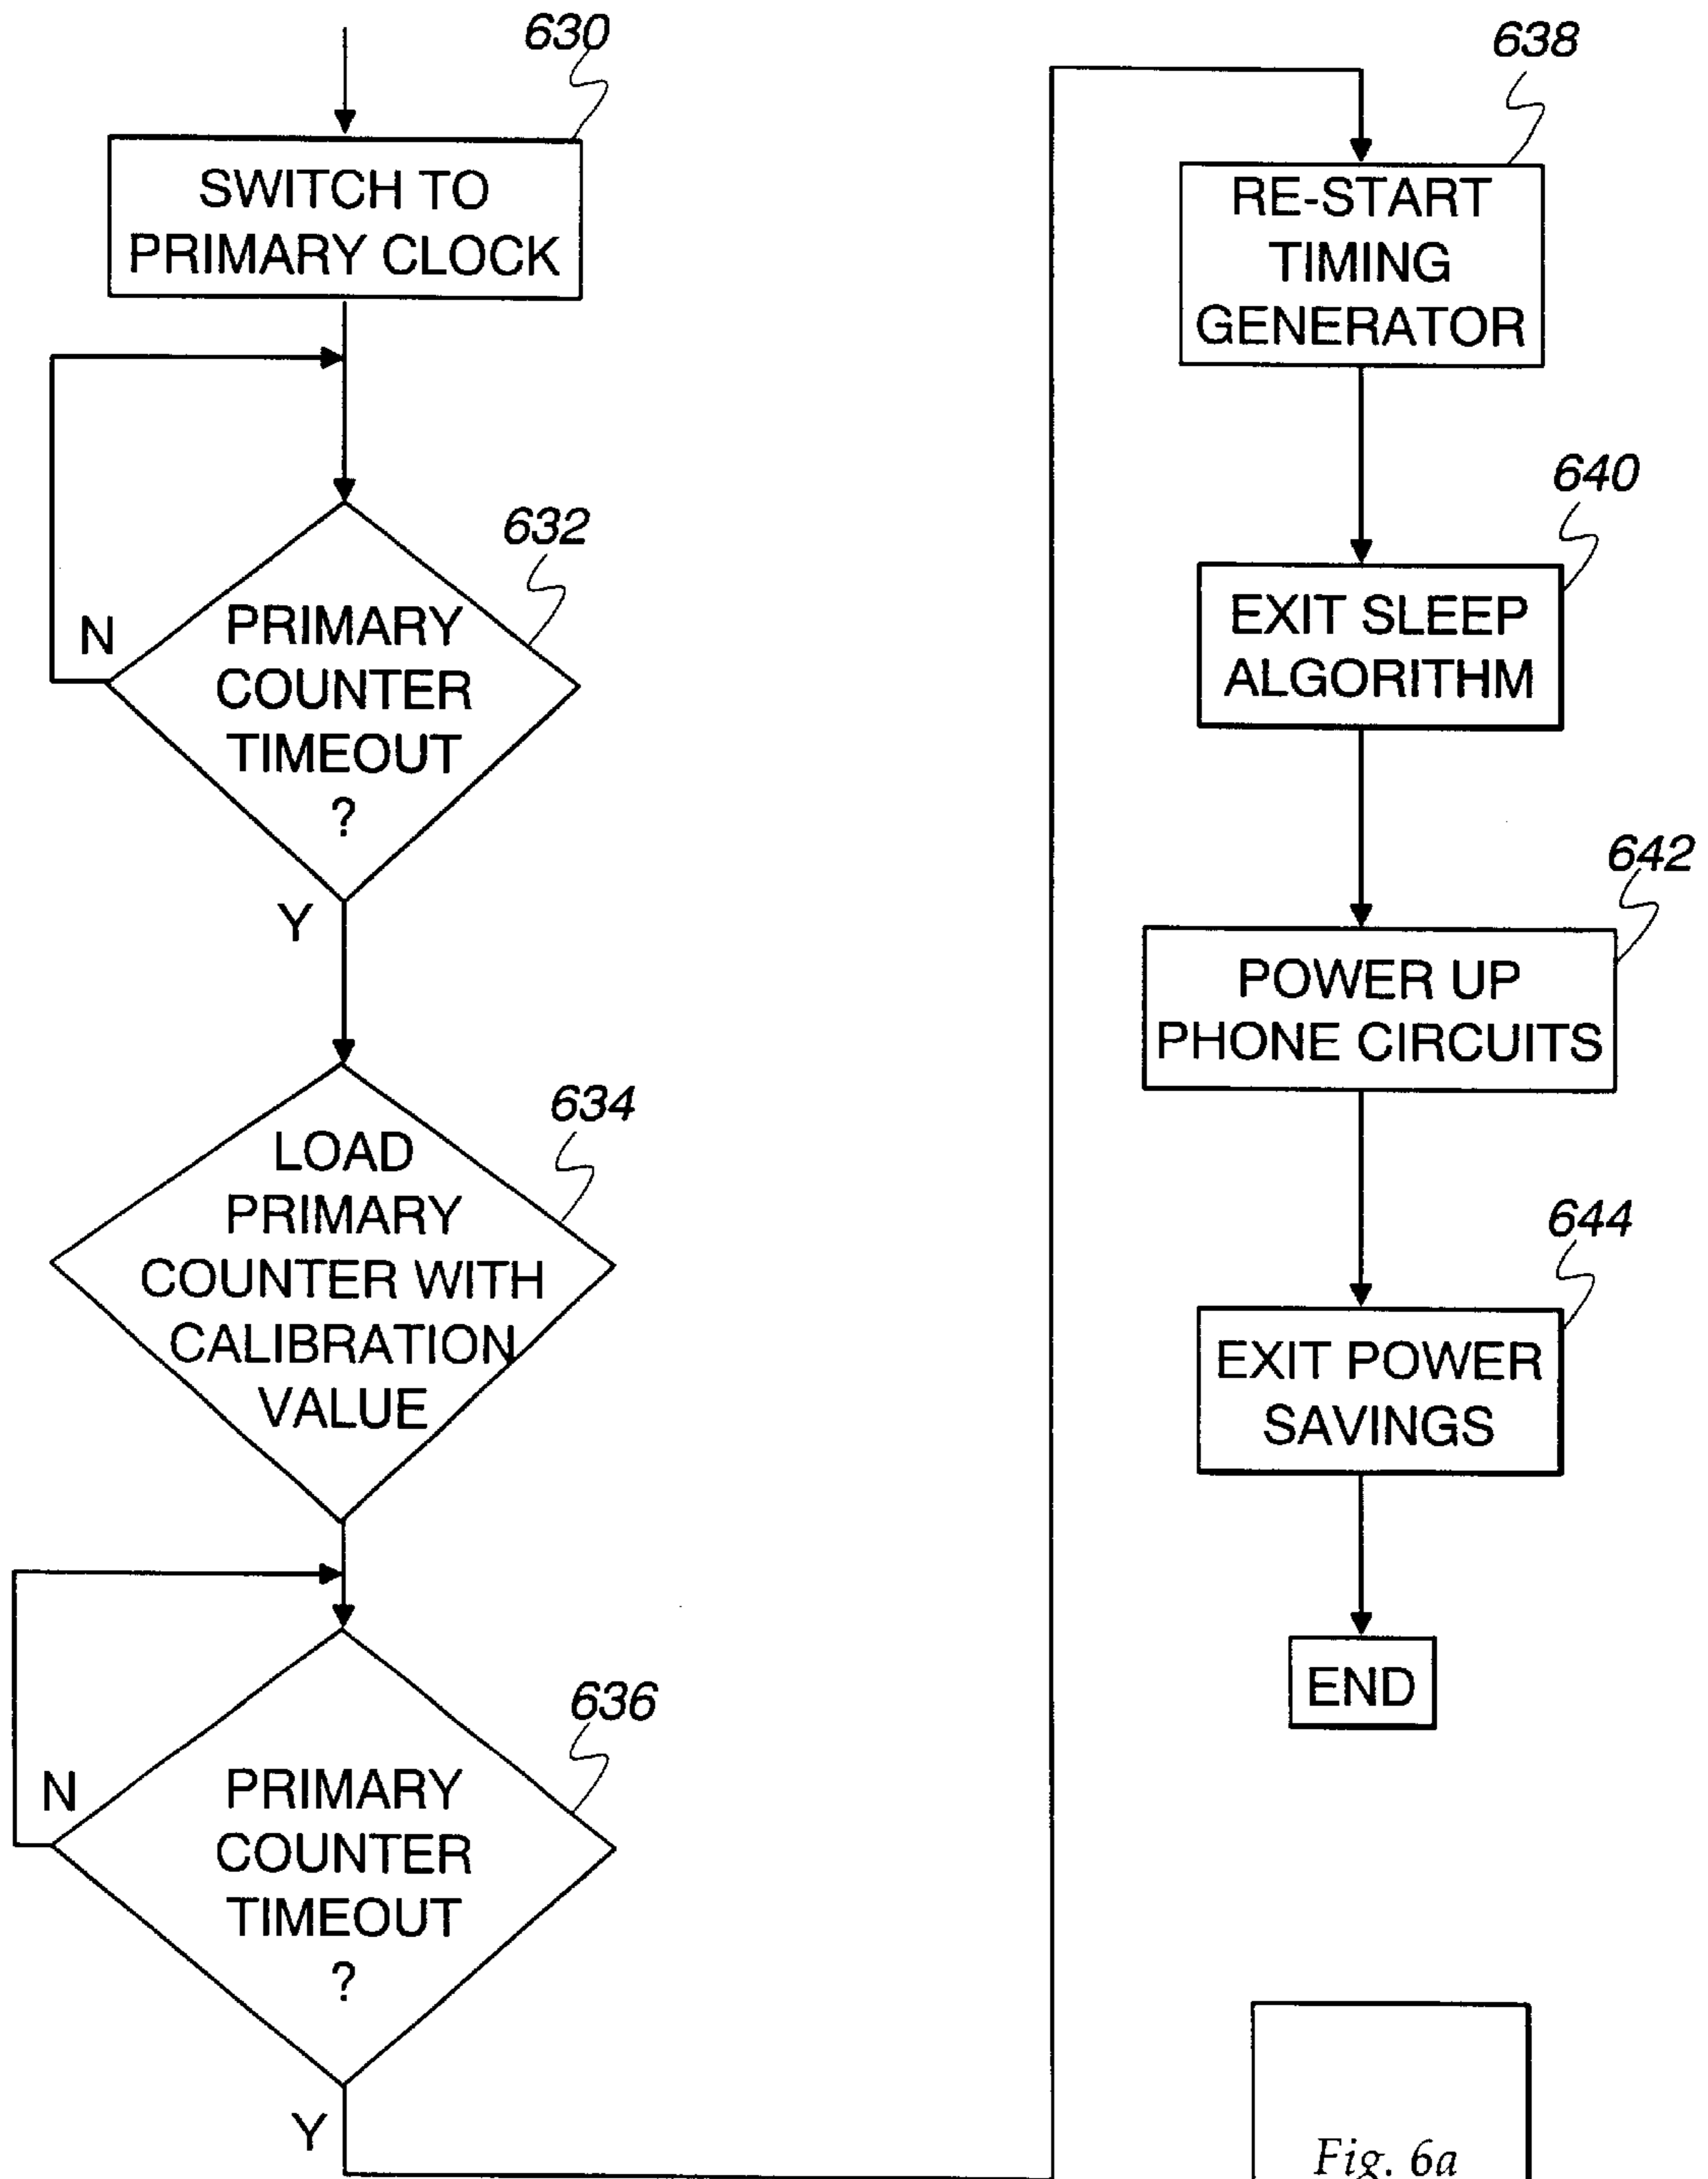 630
SWITCH TO
PRIMARY CLOCK
632
PRIMARY
COUNTER
TIMEOUT
?
N
Y
634
LOAD
PRIMARY
COUNTER WITH
CALIBRATION
VALUE
636
PRIMARY
COUNTER
TIMEOUT
?
N
Y
638
RE-START
TIMING
GENERATOR
640
EXIT SLEEP
ALGORITHM
642
POWER UP
PHONE CIRCUITS
644
EXIT POWER
SAVINGS
END
Fig. 6a